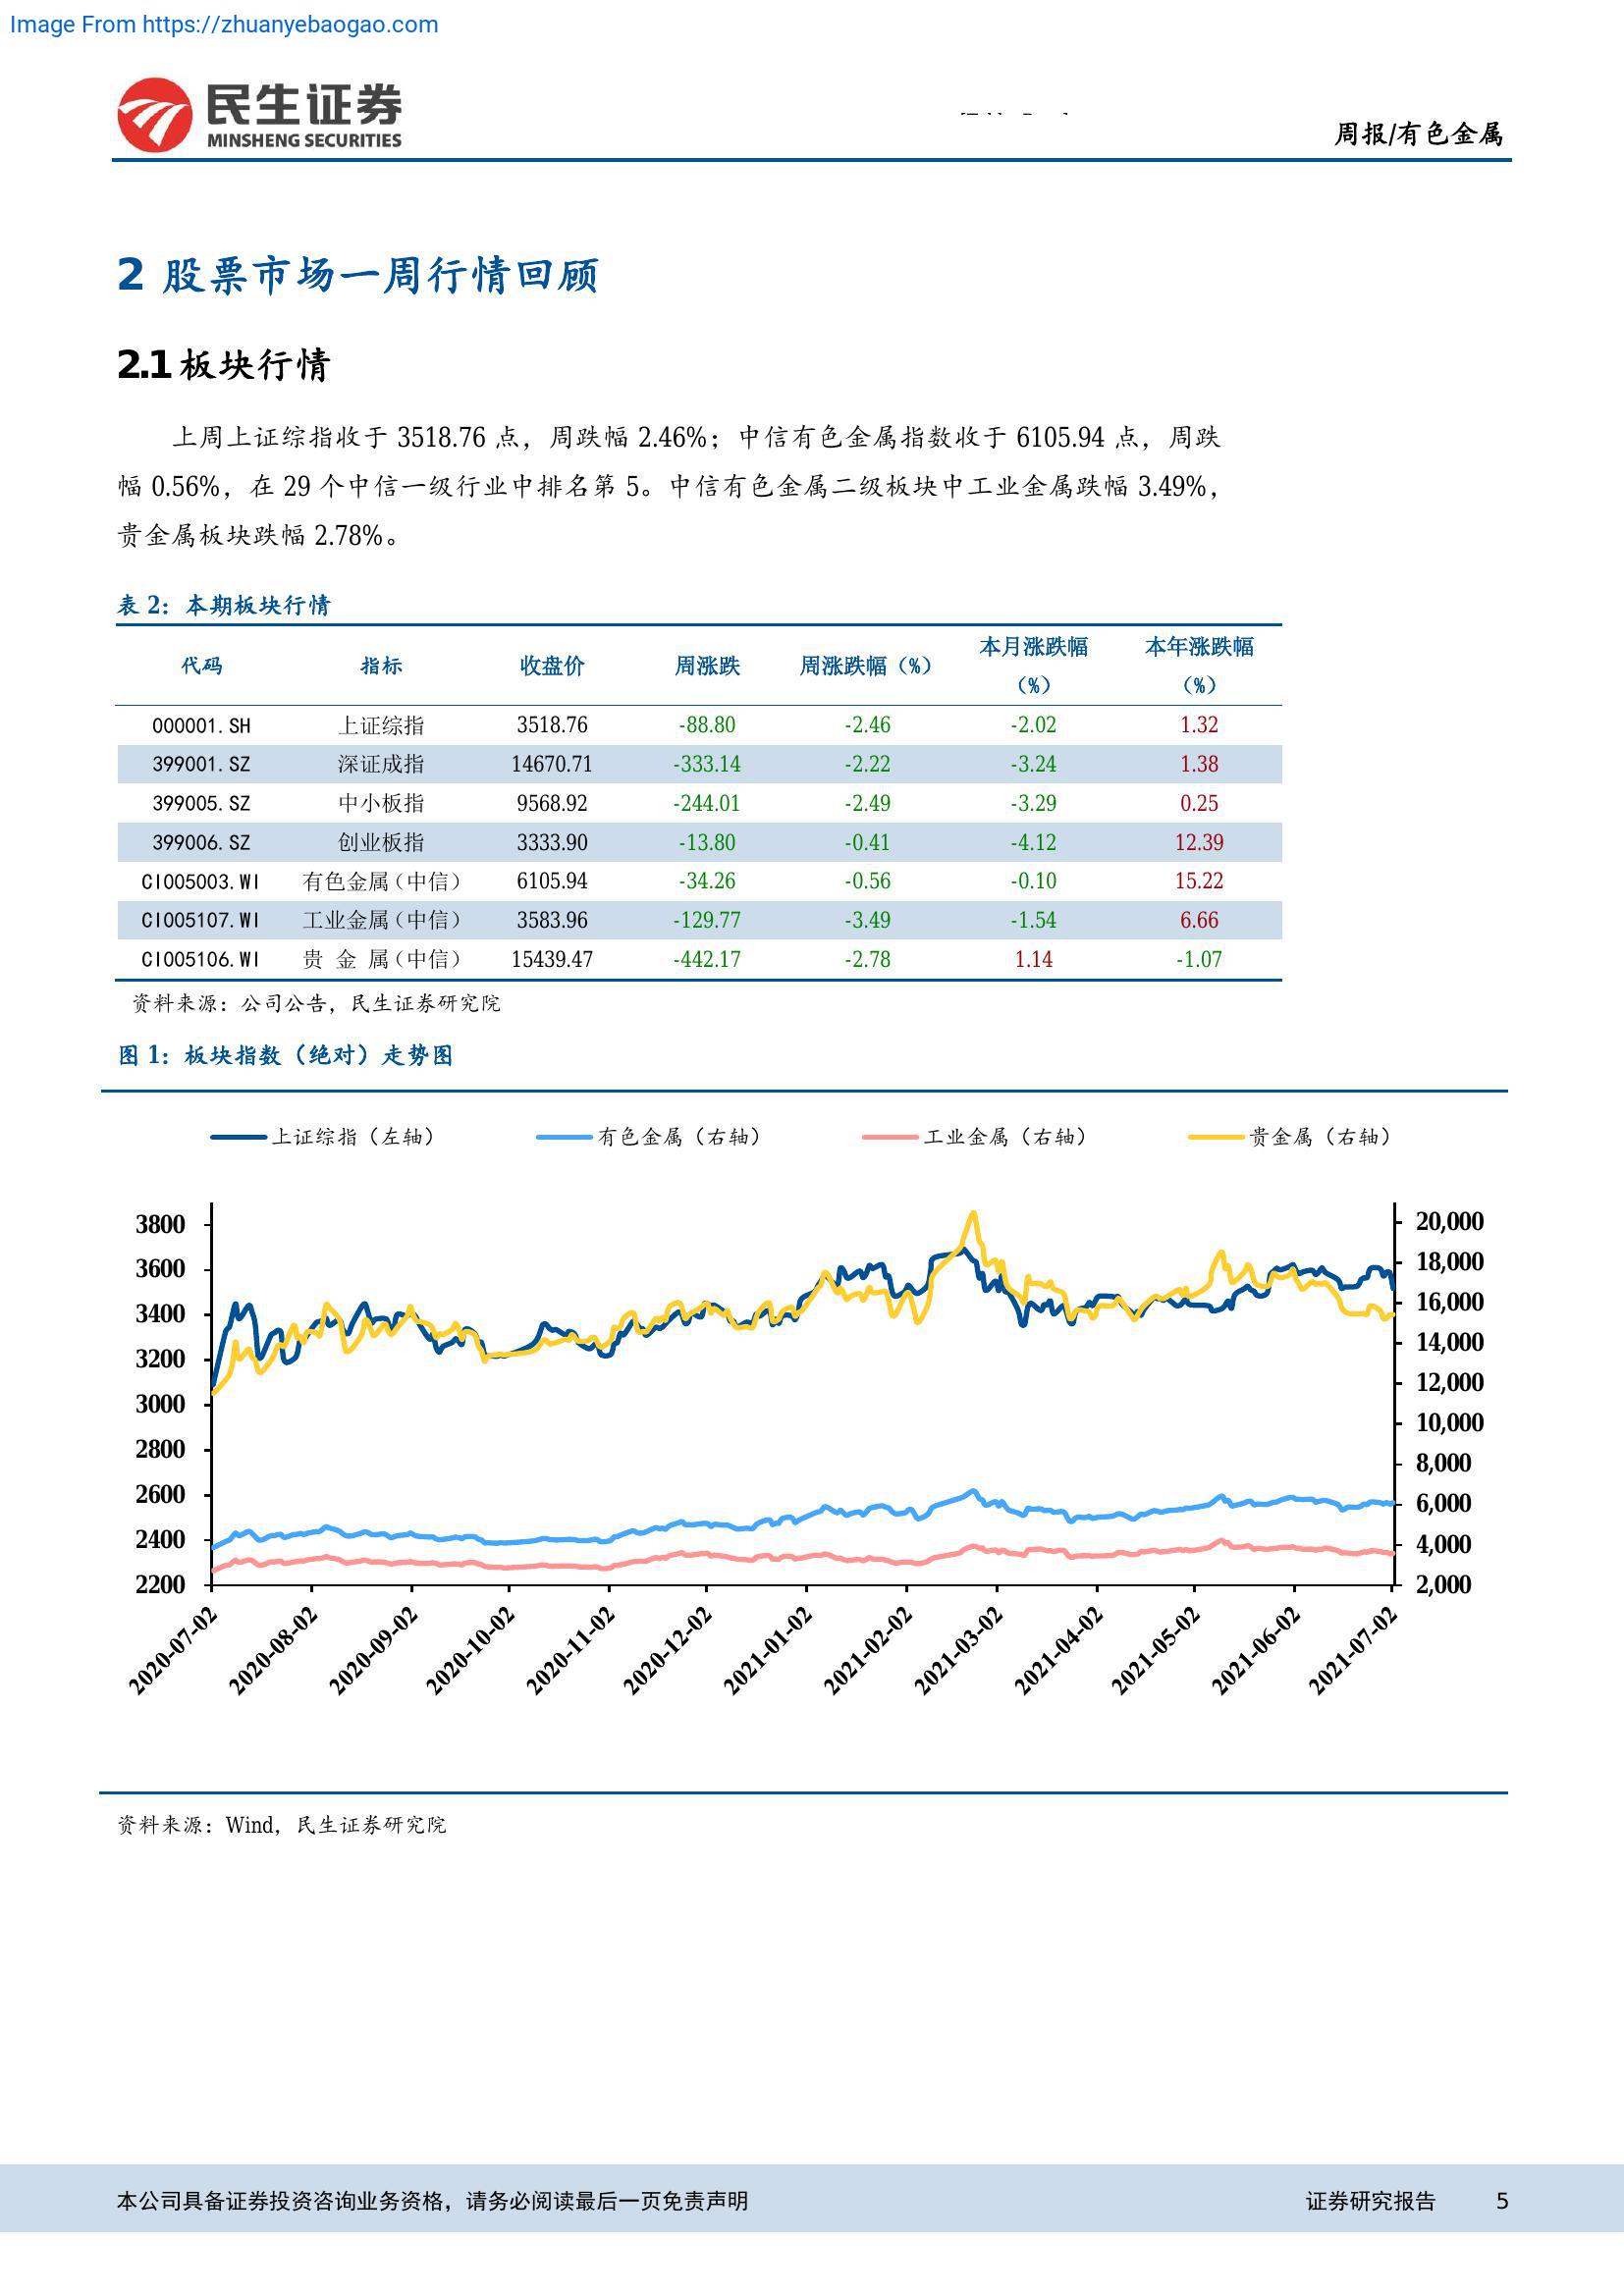 Image From https://zhuanyebaogao.com
民生证券
MINSHENG SECURITIES
周报/有色金属
2 股票市场一周行情回顾
2.1 板块行情
上周上证综指收于 3518.76 点，周跌幅 2.46%；中信有色金属指数收于 6105.94 点，周跌
幅 0.56%，在 29 个中信一级行业中排名第 5。中信有色金属二级板块中工业金属跌幅 3.49%，
贵金属板块跌幅 2.78%。
表 2：本期板块行情
代码 指标 收盘价 周涨跌 周涨跌幅（%） 本月涨跌幅（%） 本年涨跌幅（%）
000001.SH 上证综指 3518.76 -88.80 -2.46 -2.02 1.32
399001.SZ 深证成指 14670.71 -333.14 -2.22 -3.24 1.38
399005.SZ 中小板指 9568.92 -244.01 -2.49 -3.29 0.25
399006.SZ 创业板指 3333.90 -13.80 -0.41 -4.12 12.39
CI005003.WI 有色金属（中信） 6105.94 -34.26 -0.56 -0.10 15.22
CI005107.WI 工业金属（中信） 3583.96 -129.77 -3.49 -1.54 6.66
CI005106.WI 贵 金 属（中信） 15439.47 -442.17 -2.78 1.14 -1.07
资料来源：公司公告，民生证券研究院
图 1：板块指数（绝对）走势图
上证综指（左轴） 有色金属（右轴） 工业金属（右轴） 贵金属（右轴）
3800
3600
3400
3200
3000
2800
2600
2400
2200
20,000
18,000
16,000
14,000
12,000
10,000
8,000
6,000
4,000
2,000
2020-07-02
2020-08-02
2020-09-02
2020-10-02
2020-11-02
2020-12-02
2021-01-02
2021-02-02
2021-03-02
2021-04-02
2021-05-02
2021-06-02
2021-07-02
资料来源：Wind，民生证券研究院
本公司具备证券投资咨询业务资格，请务必阅读最后一页免责声明 证券研究报告 5